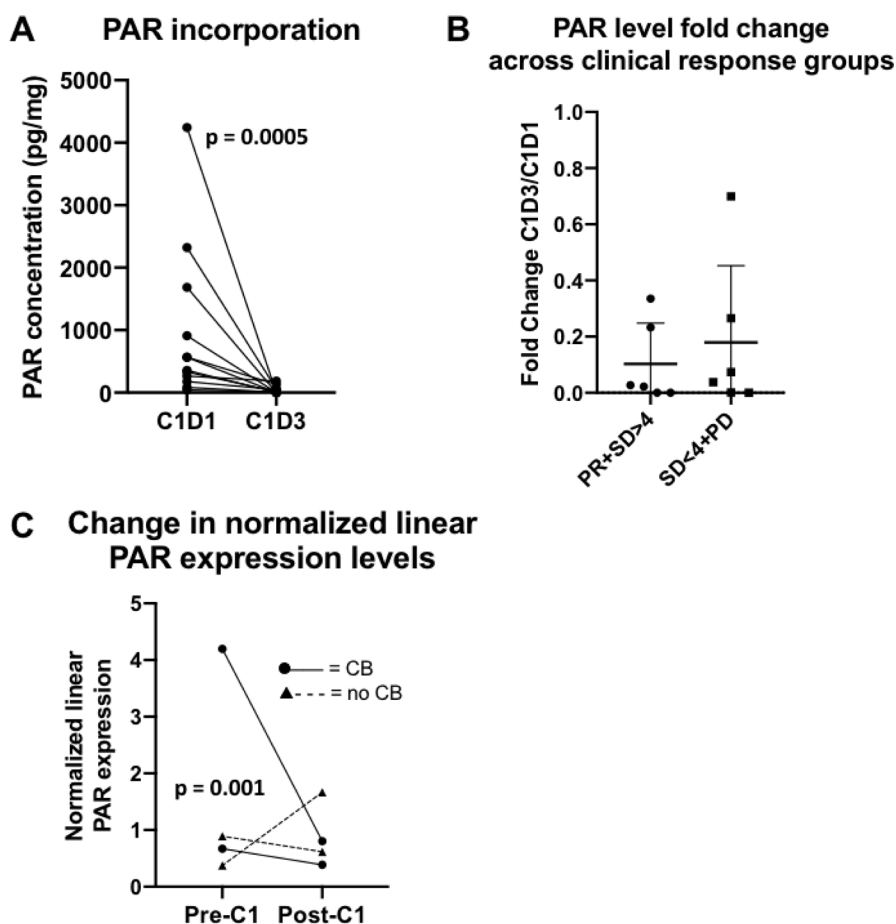 A
PAR incorporation
PAR concentration (pg/mg)
5000
4000
3000
2000
1000
0
p = 0.0005
C1D1
C1D3
B
PAR level fold change
across clinical response groups
Fold Change C1D3/C1D1
1.0
0.8
0.6
0.4
0.2
0.0
PR+SD>4
SD<4+PD
C
Change in normalized linear
PAR expression levels
Normalized linear
PAR expression
5
4
3
2
1
0
= CB
= no CB
p = 0.001
Pre-C1
Post-C1